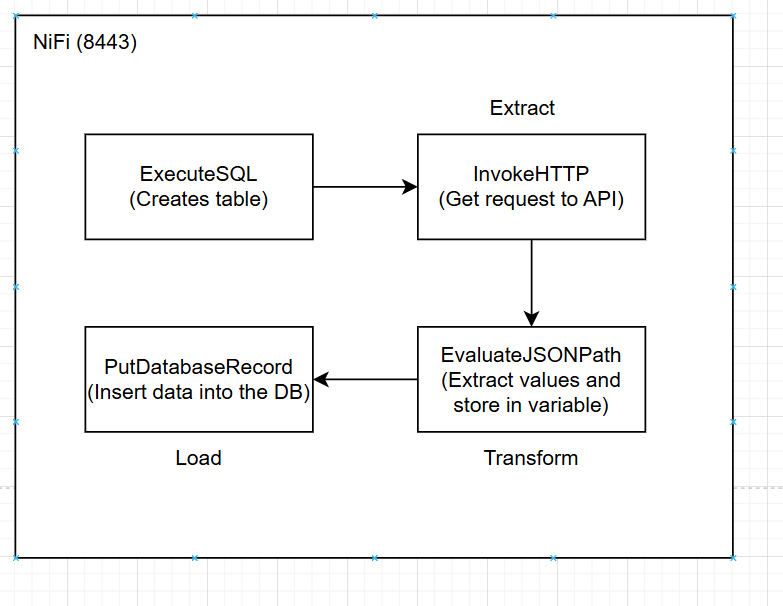 NiFi (8443)
Extract
ExecuteSQL
(Creates table)
InvokeHTTP
(Get request to API)
PutDatabaseRecord
(Insert data into the DB)
EvaluateJSONPath
(Extract values and
store in variable)
Load
Transform